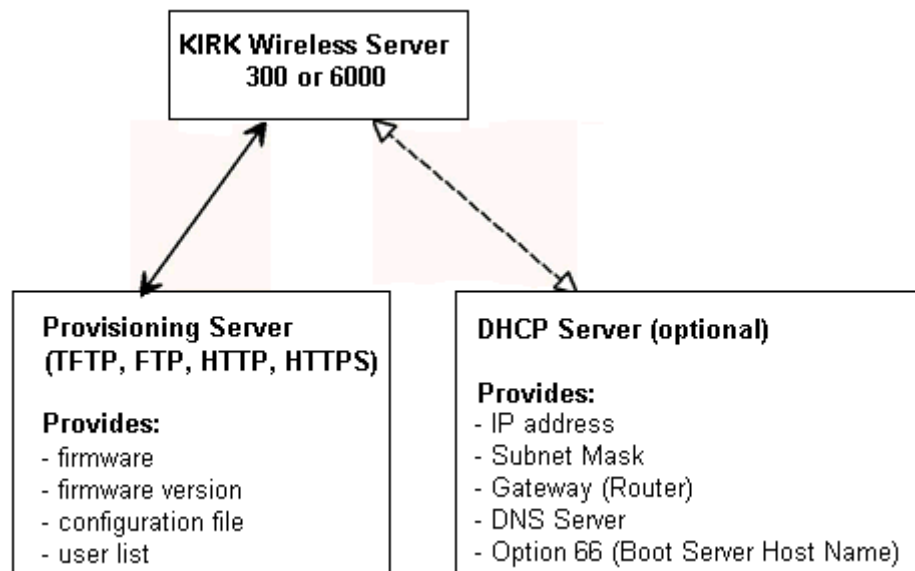 KIRK Wireless Server
300 or 6000
Provisioning Server
(TFTP, FTP, HTTP, HTTPS)
Provides:
- firmware
- firmware version
- configuration file
- user list
DHCP Server (optional)
Provides:
- IP address
- Subnet Mask
- Gateway (Router)
- DNS Server
- Option 66 (Boot Server Host Name)